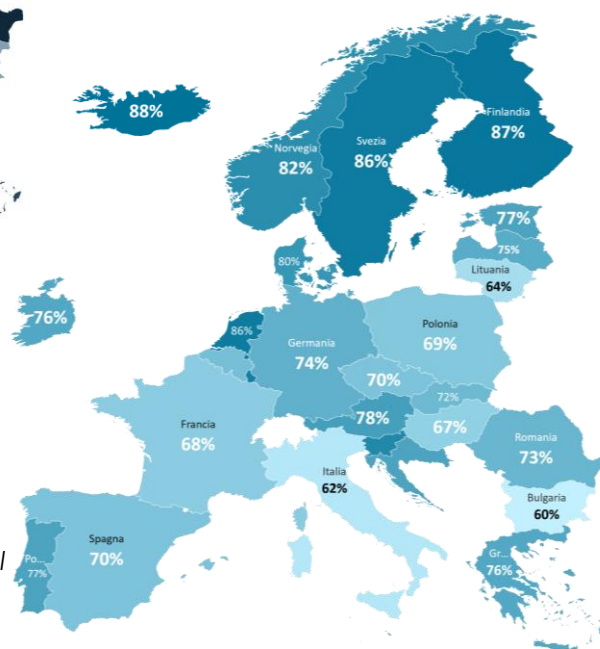 88%
Finlandia
87%
Svezia
86%
Norvegia
82%
77%
75%
Lituania
64%
80%
76%
86%
Germania
74%
Polonia
69%
70%
72%
78%
67%
Francia
68%
Romania
73%
Italia
62%
Bulgaria
60%
Spagna
70%
Po...
77%
Gr...
76%
l